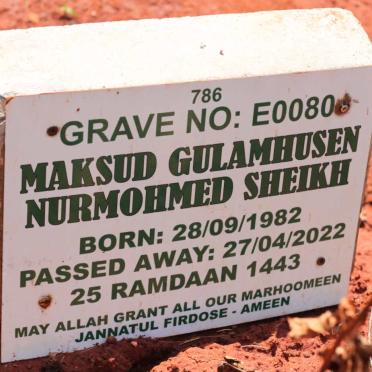 786
GRAVE NO: E0080
MAKSUD GULAMHUSEN
NURMOHMED SHEIKH
BORN: 28/09/1982
PASSED AWAY: 27/04/2022
25 RAMDAAN 1443
MAY ALLAH GRANT ALL OUR MARHOOMEEN
JANNATUL FIRDOSE - AMEEN